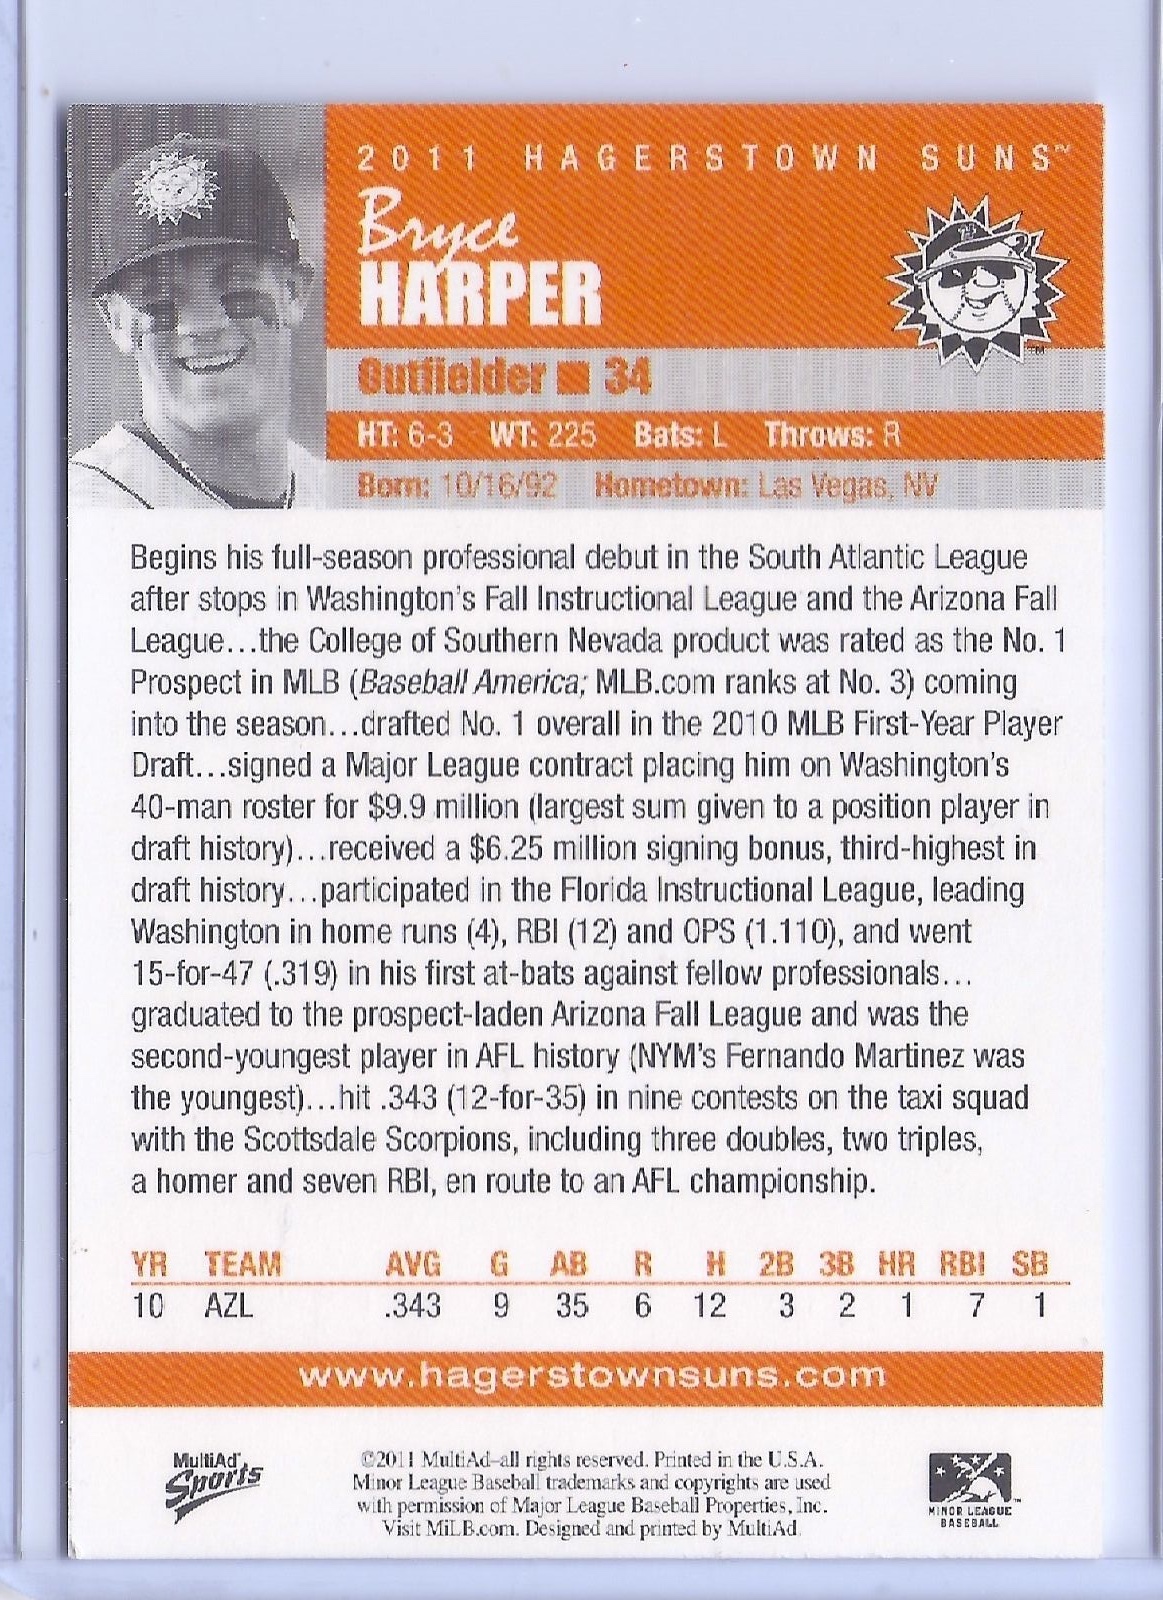 2011 HAGERSTOWN SUNS™
Bryce
HARPER
Outfielder ■ 34
HT: 6-3 WT: 225 Bats: L Throws: R
Born: 10/16/92 Hometown: Las Vegas, NV
Begins his full-season professional debut in the South Atlantic League
after stops in Washington's Fall Instructional League and the Arizona Fall
League...the College of Southern Nevada product was rated as the No. 1
Prospect in MLB (Baseball America; MLB.com ranks at No. 3) coming
into the season...drafted No. 1 overall in the 2010 MLB First-Year Player
Draft...signed a Major League contract placing him on Washington's
40-man roster for $9.9 million (largest sum given to a position player in
draft history)...received a $6.25 million signing bonus, third-highest in
draft history...participated in the Florida Instructional League, leading
Washington in home runs (4), RBI (12) and OPS (1.110), and went
15-for-47 (.319) in his first at-bats against fellow professionals...
graduated to the prospect-laden Arizona Fall League and was the
second-youngest player in AFL history (NYM's Fernando Martinez was
the youngest)...hit .343 (12-for-35) in nine contests on the taxi squad
with the Scottsdale Scorpions, including three doubles, two triples,
a homer and seven RBI, en route to an AFL championship.
YR TEAM AVG G AB R H 2B 3B HR RBI SB
10 AZL .343 9 35 6 12 3 2 1 7 1
www.hagerstownsuns.com
MultiAd
Sports
©2011 MultiAd–all rights reserved. Printed in the U.S.A.
Minor League Baseball trademarks and copyrights are used
with permission of Major League Baseball Properties, Inc.
Visit MiLB.com. Designed and printed by MultiAd
MINOR LEAGUE
BASEBALL